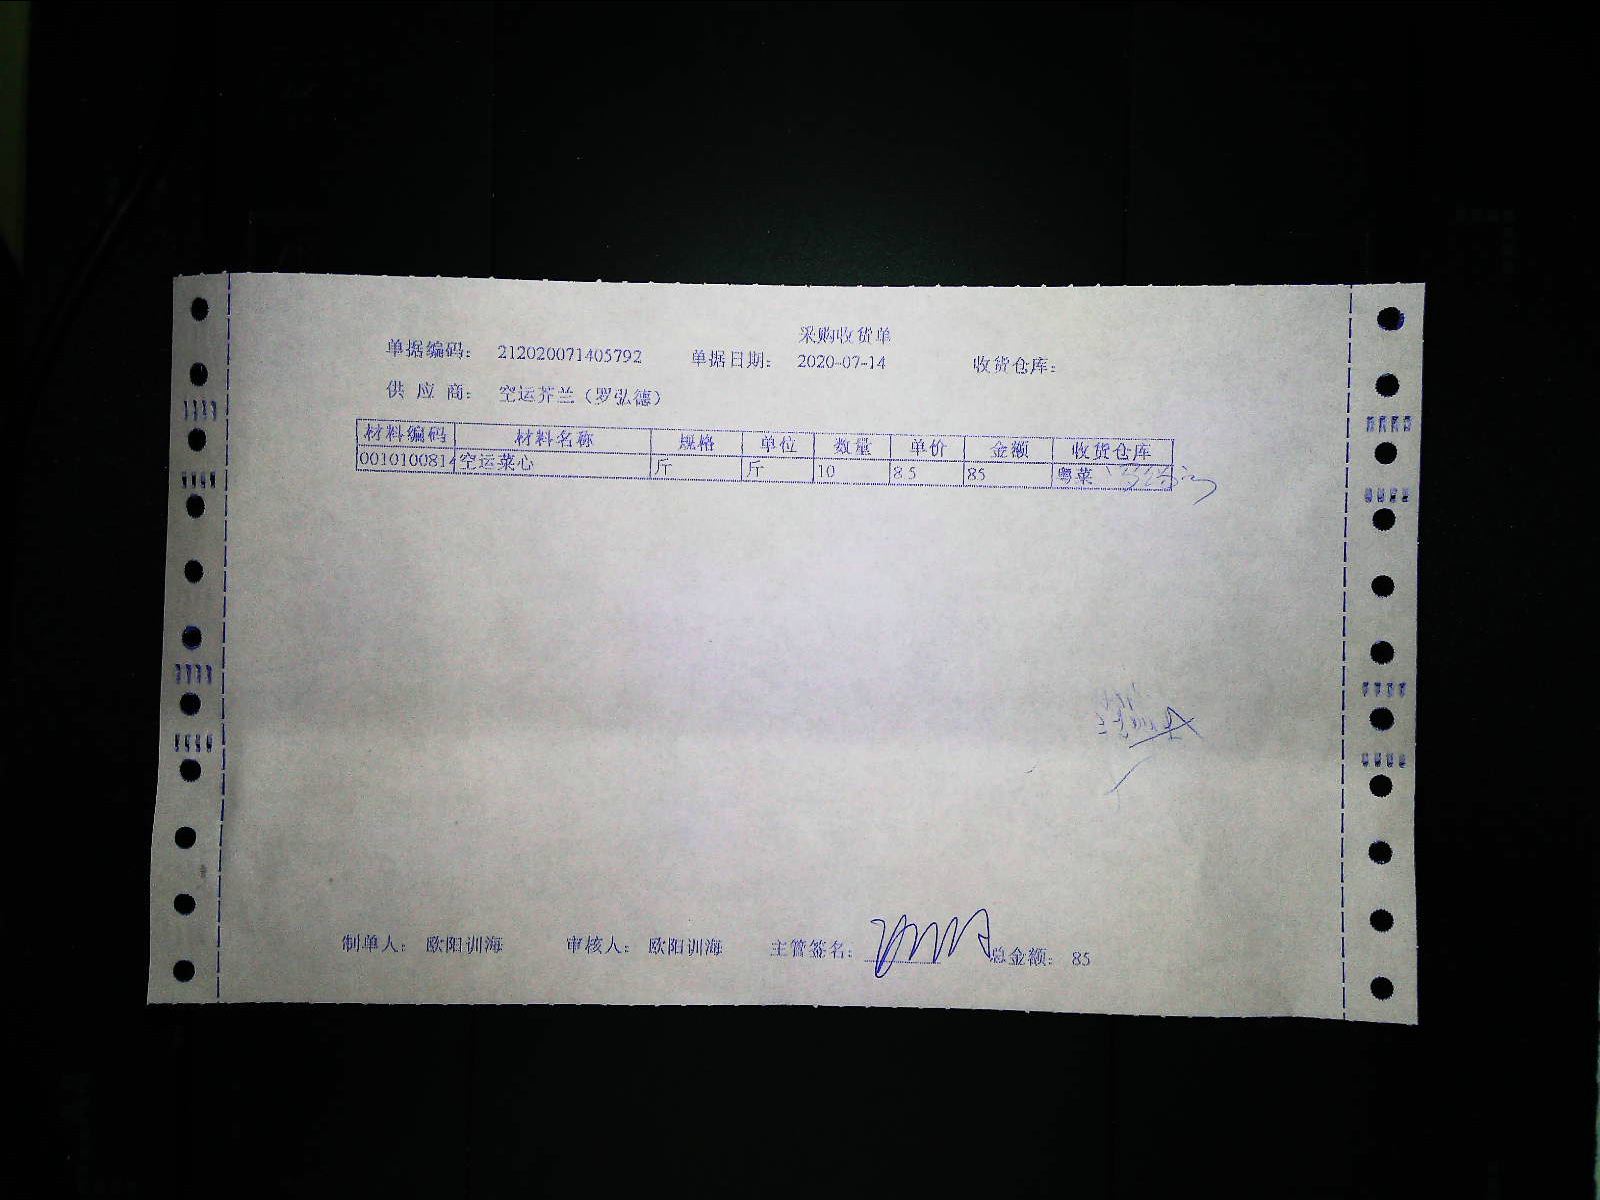 采购收货单
单据编码： 212020071405792 单据日期： 2020-07-14 收货仓库：
供 应 商： 空运芥兰（罗弘德）
材料编码 材料名称 规格 单位 数量 单价 金额 收货仓库
0010100814 空运菜心 斤 斤 10 8.5 85 粤菜
制单人： 欧阳训海 审核人： 欧阳训海 主管签名： 总金额： 85